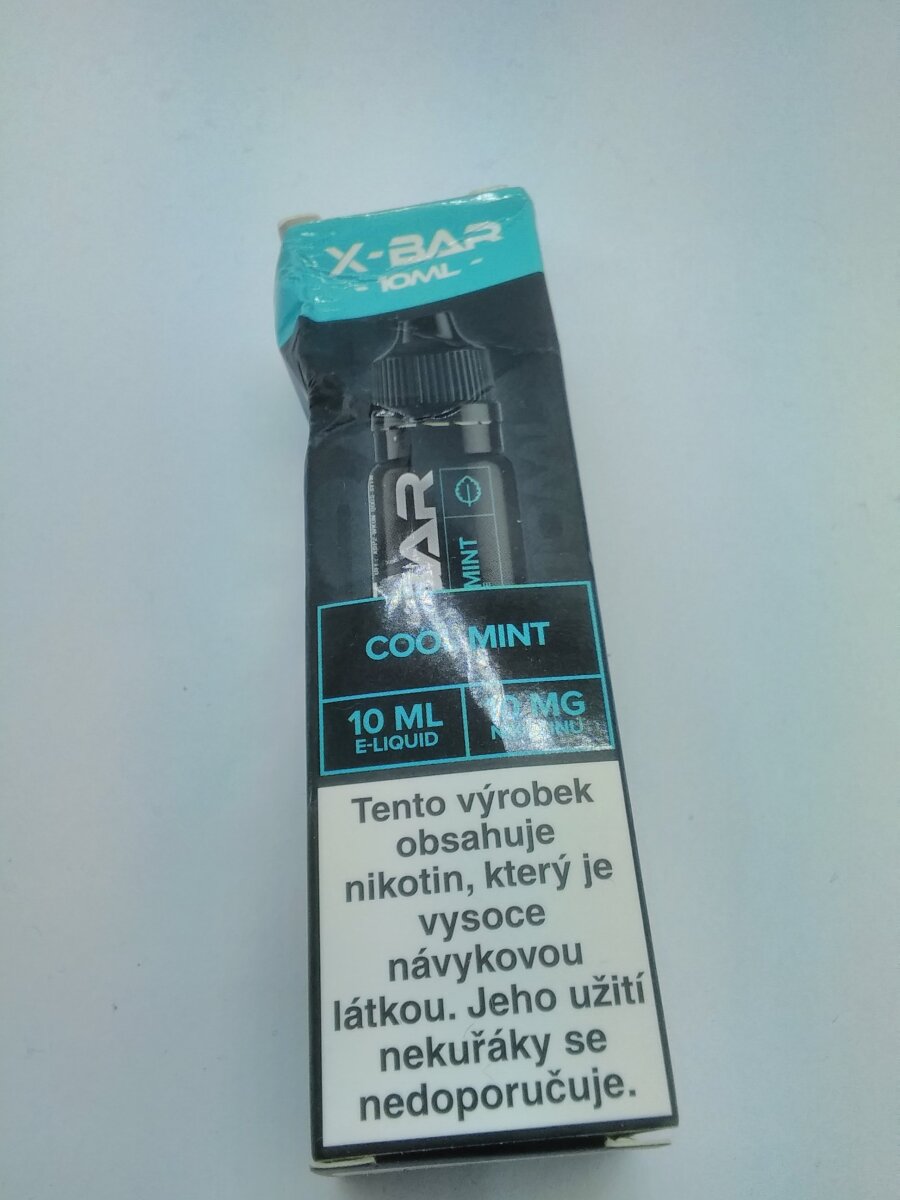 X-BAR
- 10ML -
BAR
MINT
COOL MINT
10 ML
E-LIQUID
MG
Tento výrobek
obsahuje
nikotin, který je
vysoce
návykovou
látkou. Jeho užití
nekuřáky se
nedoporučuje.